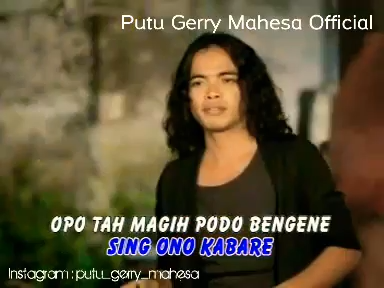 Putu Gerry Mahesa Official
OPO TAH MAGIH PODO BENGENE
SING ONO KABARE
Instagram : putu_gerry_mahesa